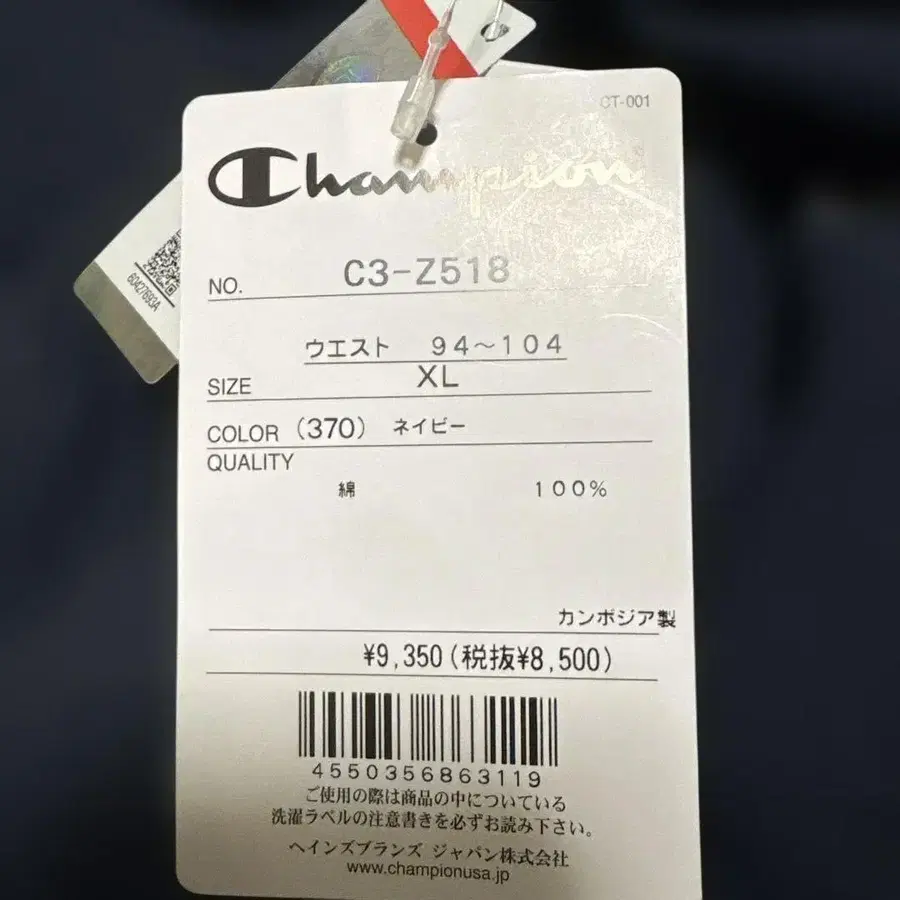 CT-001
Champion
NO. C3-Z518
ウエスト 94〜104
SIZE XL
COLOR (370) ネイビー
QUALITY
綿 100%
カンボジア製
¥9,350(税抜¥8,500)
4550356863119
ご使用の際は商品の中についている
洗濯ラベルの注意書きを必ずお読み下さい。
ヘインズブランズ ジャパン株式会社
www.championusa.jp
60427693A